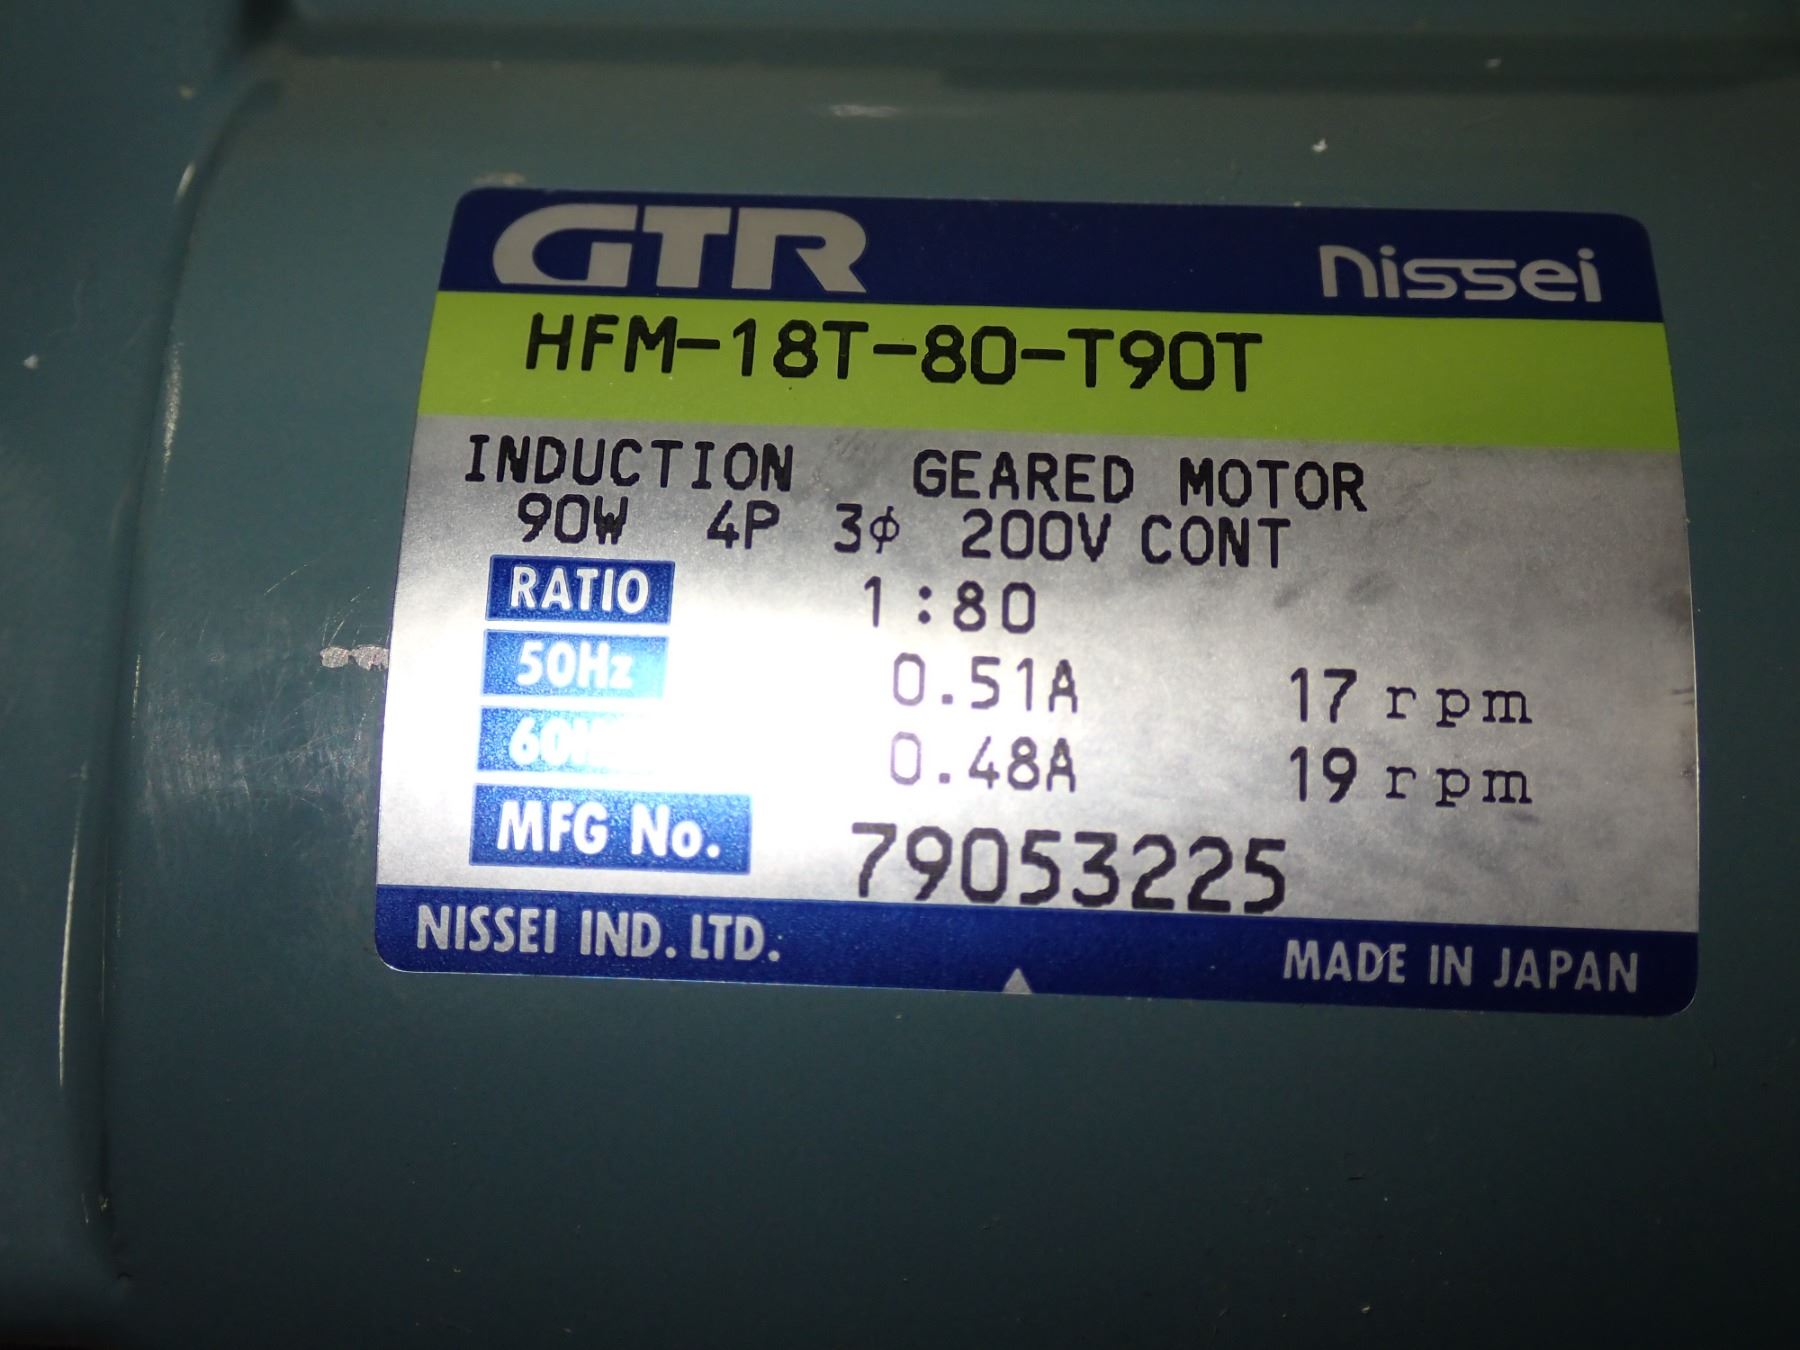 GTR nissei
HFM-18T-80-T90T
INDUCTION GEARED MOTOR
90W 4P 3ϕ 200V CONT
RATIO 1:80
50Hz 0.51A 17 rpm
60Hz 0.48A 19 rpm
MFG No. 79053225
NISSEI IND. LTD. MADE IN JAPAN